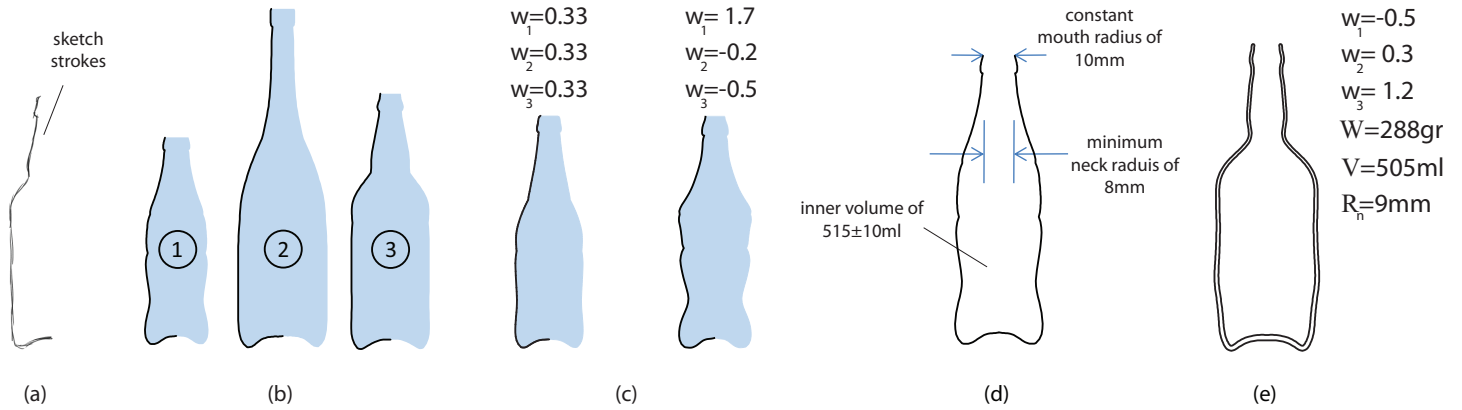 sketch
strokes
1
2
3
w₁=0.33
w₂=0.33
w₃=0.33
w₁= 1.7
w₂=-0.2
w₃=-0.5
constant
mouth radius of
10mm
minimum
neck raduis of
8mm
inner volume of
515±10ml
w₁=-0.5
w₂= 0.3
w₃= 1.2
W=288gr
V=505ml
Rₙ=9mm
(a)
(b)
(c)
(d)
(e)